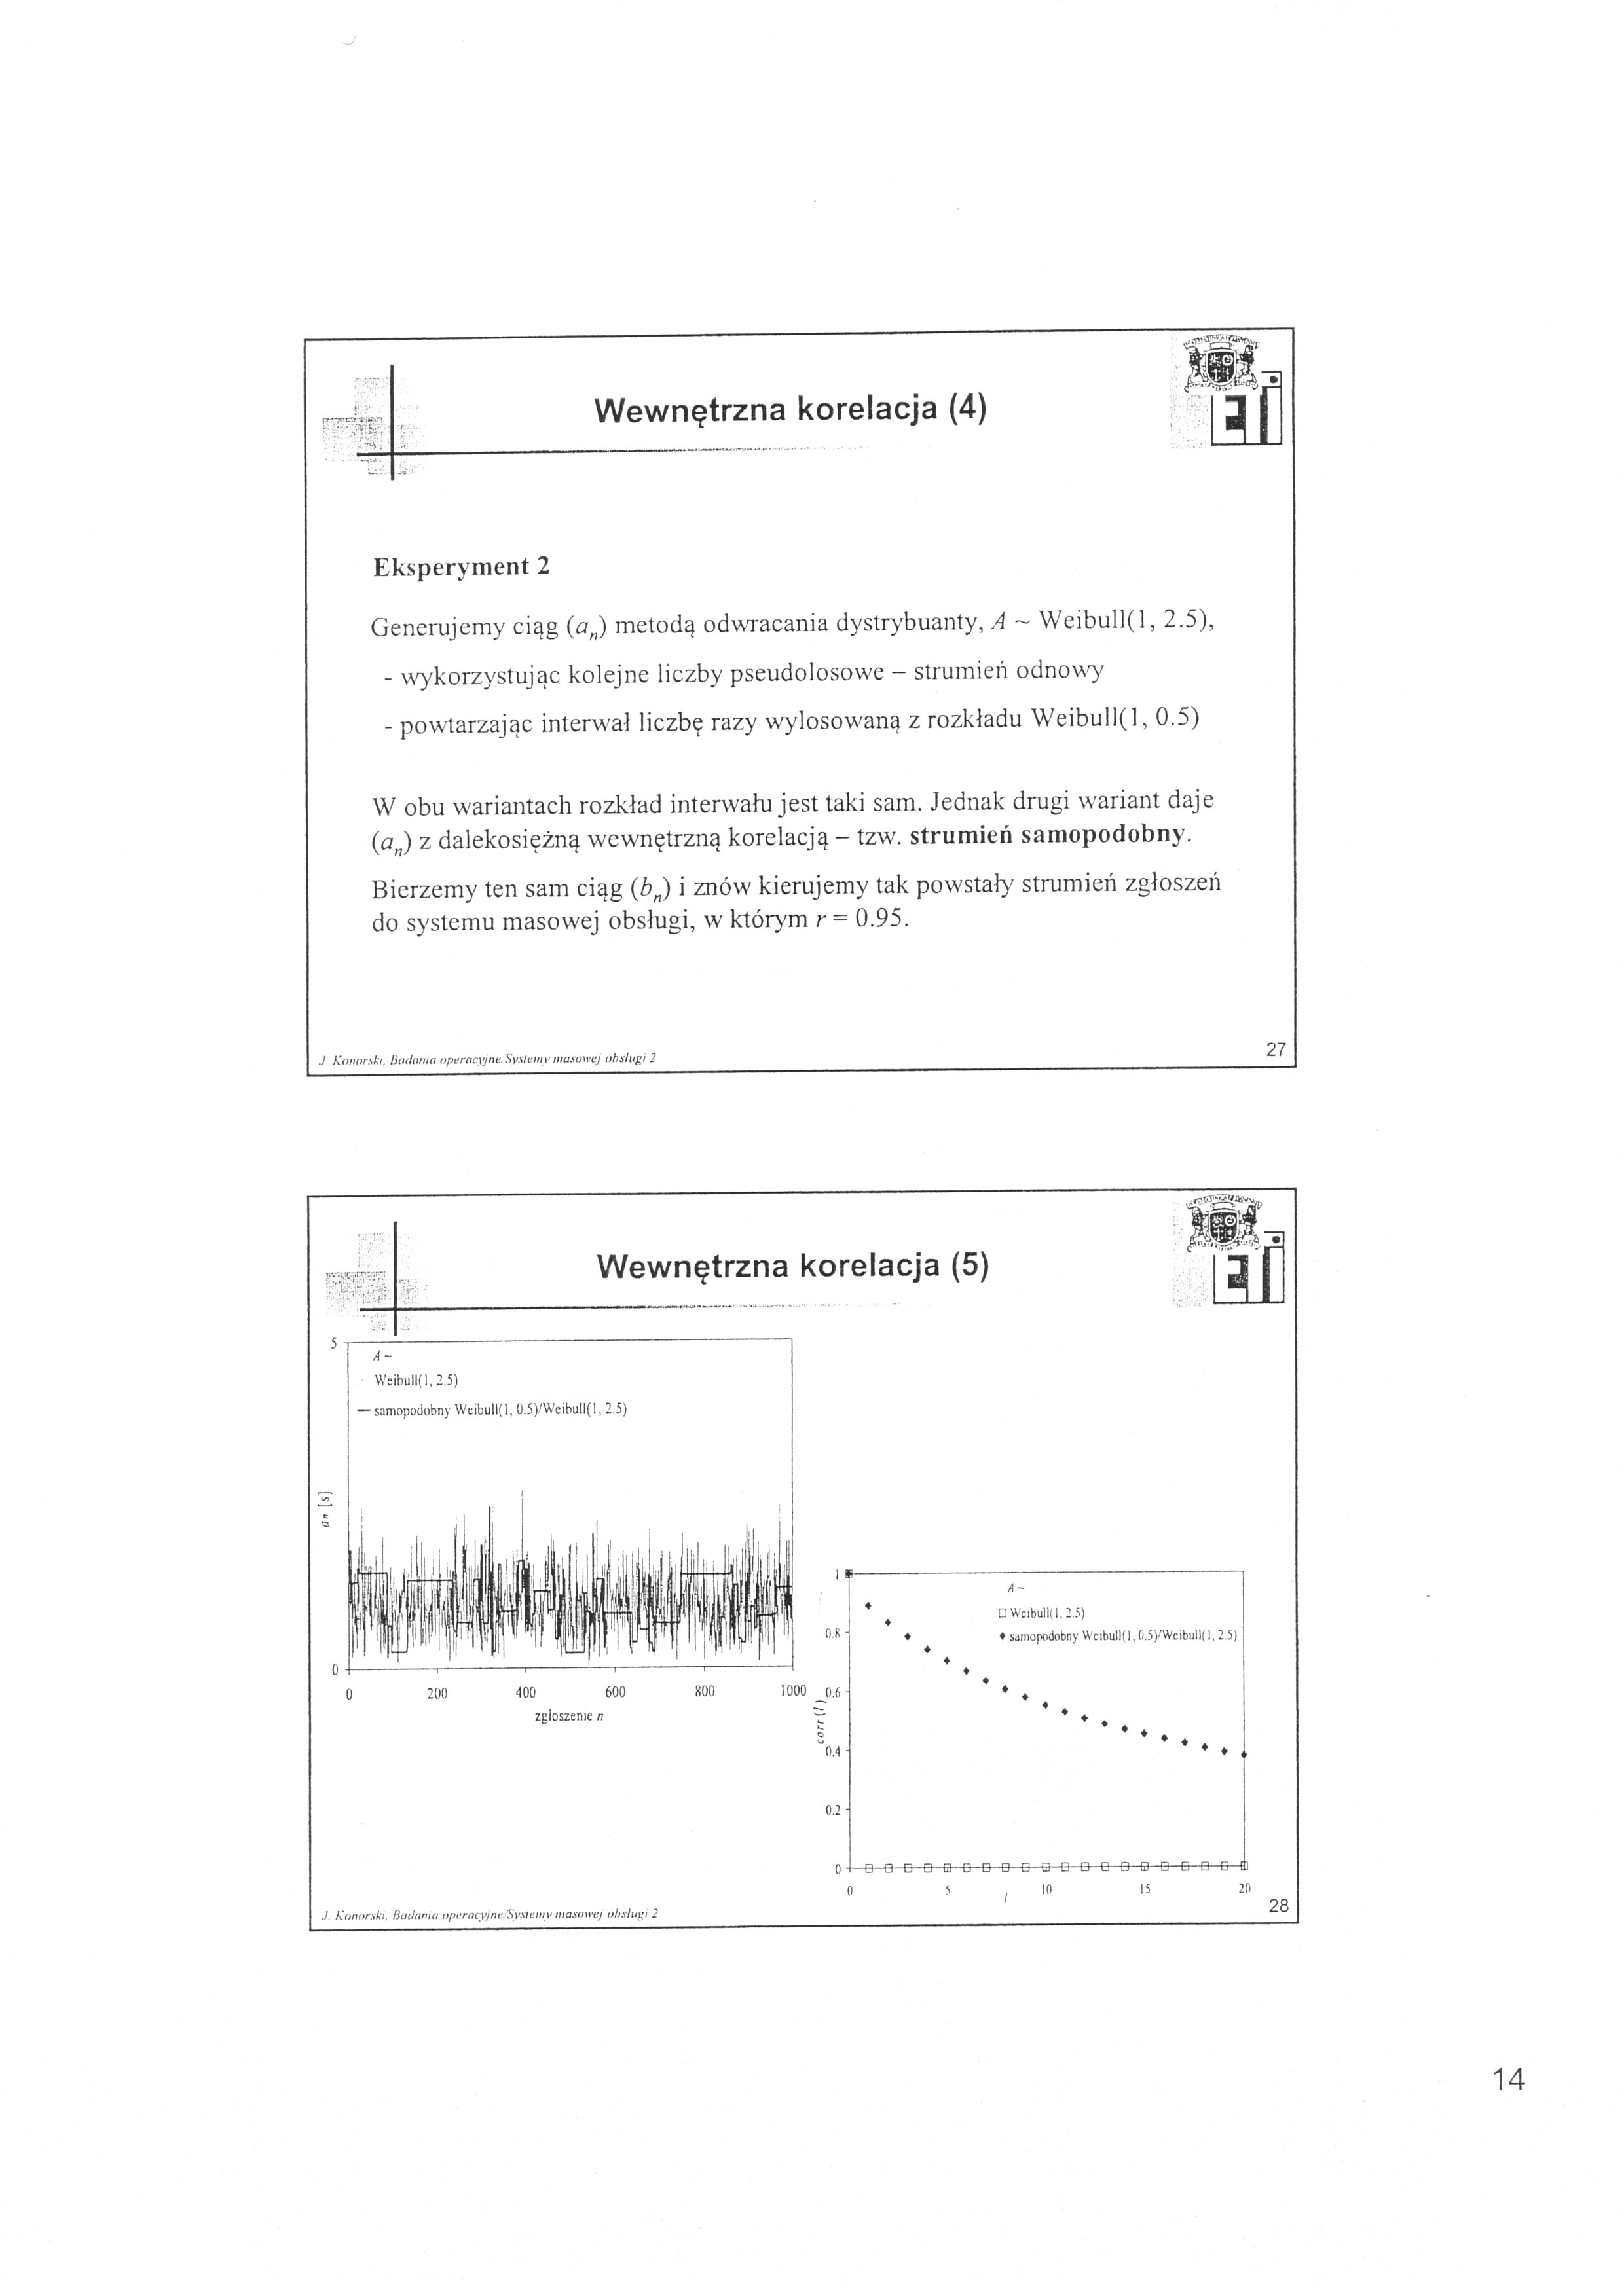 Wewnętrzna korelacja (4)
Eksperyment 2
Generujemy ciąg (aₙ) metodą odwracania dystrybuanty, A ~ Weibull(1, 2.5),
- wykorzystując kolejne liczby pseudolosowe – strumień odnowy
- powtarzając interwał liczbę razy wylosowaną z rozkładu Weibull(1, 0.5)
W obu wariantach rozkład interwału jest taki sam. Jednak drugi wariant daje
(aₙ) z dalekosiężną wewnętrzną korelacją – tzw. strumień samopodobny.
Bierzemy ten sam ciąg (bₙ) i znów kierujemy tak powstały strumień zgłoszeń
do systemu masowej obsługi, w którym r = 0.95.
J. Konorski, Badania operacyjne/Systemy masowej obsługi 2
27
Wewnętrzna korelacja (5)
5
A ~
Weibull(1, 2.5)
samopodobny Weibull(1, 0.5)/Weibull(1, 2.5)
an [s]
0
0 200 400 600 800 1000
zgłoszenie n
1
A ~
Weibull(1, 2.5)
samopodobny Weibull(1, 0.5)/Weibull(1, 2.5)
0.8
0.6
corr(l)
0.4
0.2
0
0 5 10 15 20
l
J. Konorski, Badania operacyjne/Systemy masowej obsługi 2
28
14